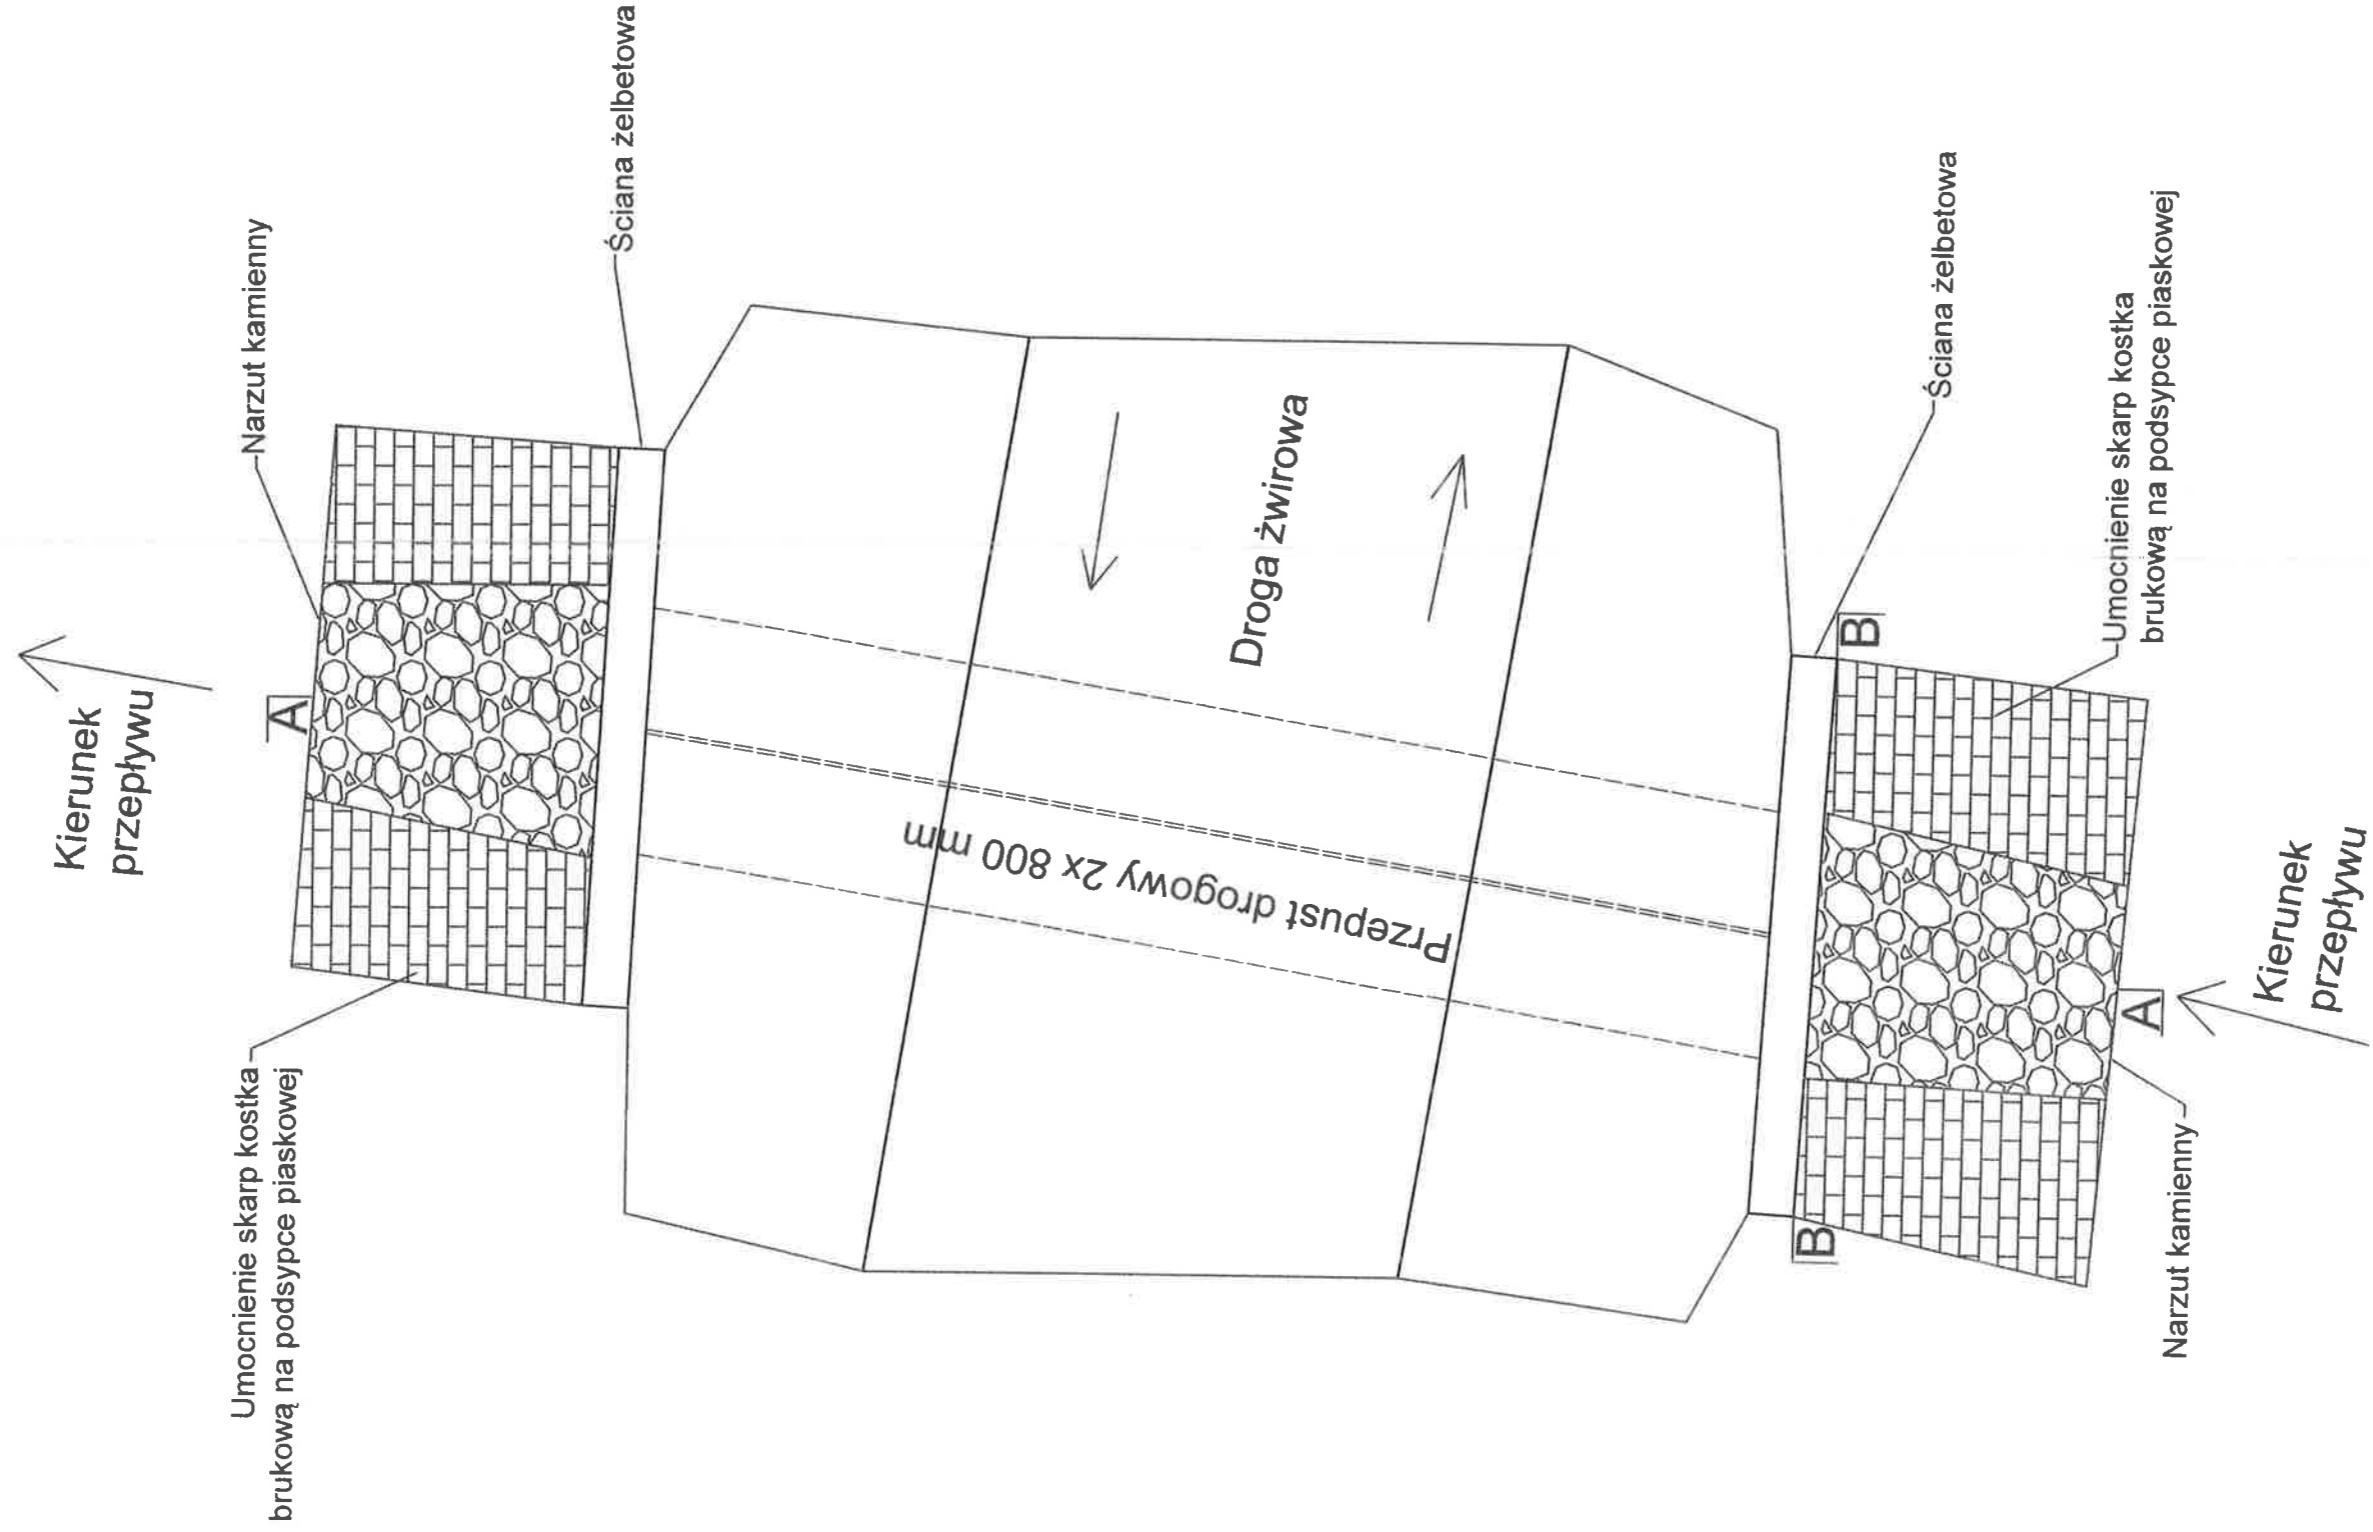 Kierunek
przepływu
A
Narzut kamienny
Ściana żelbetowa
Umocnienie skarp kostka
brukową na podsypce piaskowej
Droga żwirowa
Przepust drogowy 2x 800 mm
Ściana żelbetowa
B
Umocnienie skarp kostka
brukową na podsypce piaskowej
B
A
Narzut kamienny
Kierunek
przepływu